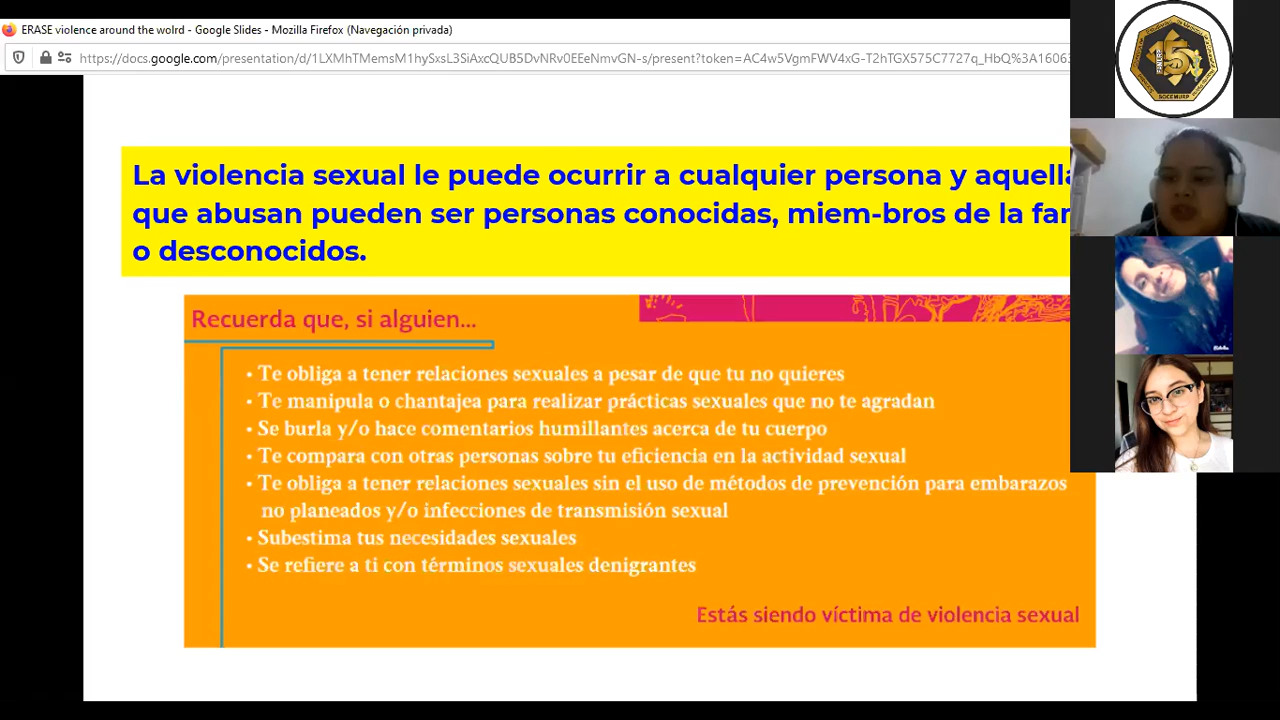 ERASE violence around the wolrd - Google Slides - Mozilla Firefox (Navegación privada)
https://docs.google.com/presentation/d/1LXMhTMemsM1hySxsL3SiAxcQUB5DvNRv0EEeNmvGN-s/present?token=AC4w5VgmFWV4xG-T2hTGX575C7727q_HbQ%3A16063
La violencia sexual le puede ocurrir a cualquier persona y aquella
que abusan pueden ser personas conocidas, miem-bros de la fam
o desconocidos.
Recuerda que, si alguien...
• Te obliga a tener relaciones sexuales a pesar de que tu no quieres
• Te manipula o chantajea para realizar prácticas sexuales que no te agradan
• Se burla y/o hace comentarios humillantes acerca de tu cuerpo
• Te compara con otras personas sobre tu eficiencia en la actividad sexual
• Te obliga a tener relaciones sexuales sin el uso de métodos de prevención para embarazos
no planeados y/o infecciones de transmisión sexual
• Subestima tus necesidades sexuales
• Se refiere a ti con términos sexuales denigrantes
Estás siendo víctima de violencia sexual
15
SOCEMURP